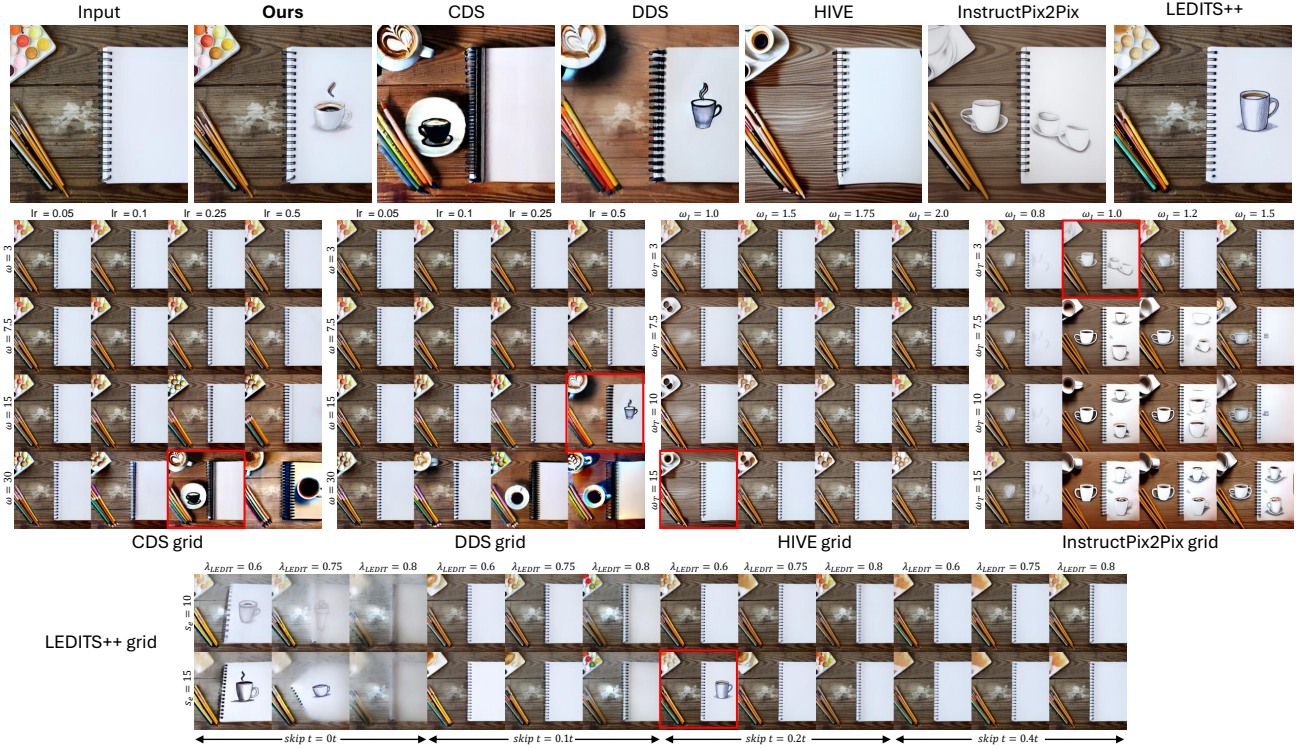 Input
Ours
CDS
DDS
HIVE
InstructPix2Pix
LEDITS++
lr = 0.05
lr = 0.1
lr = 0.25
lr = 0.5
lr = 0.05
lr = 0.1
lr = 0.25
lr = 0.5
ω_I = 1.0
ω_I = 1.5
ω_I = 1.75
ω_I = 2.0
ω_I = 0.8
ω_I = 1.0
ω_I = 1.2
ω_I = 1.5
ω = 3
ω = 7.5
ω = 15
ω = 30
ω = 3
ω = 7.5
ω = 15
ω = 30
ω_T = 3
ω_T = 7.5
ω_T = 10
ω_T = 15
ω_T = 3
ω_T = 7.5
ω_T = 10
ω_T = 15
CDS grid
DDS grid
HIVE grid
InstructPix2Pix grid
λ_LEDIT = 0.6
λ_LEDIT = 0.75
λ_LEDIT = 0.8
λ_LEDIT = 0.6
λ_LEDIT = 0.75
λ_LEDIT = 0.8
λ_LEDIT = 0.6
λ_LEDIT = 0.75
λ_LEDIT = 0.8
λ_LEDIT = 0.6
λ_LEDIT = 0.75
λ_LEDIT = 0.8
LEDITS++ grid
s_e = 10
s_e = 15
skip t = 0t
skip t = 0.1t
skip t = 0.2t
skip t = 0.4t